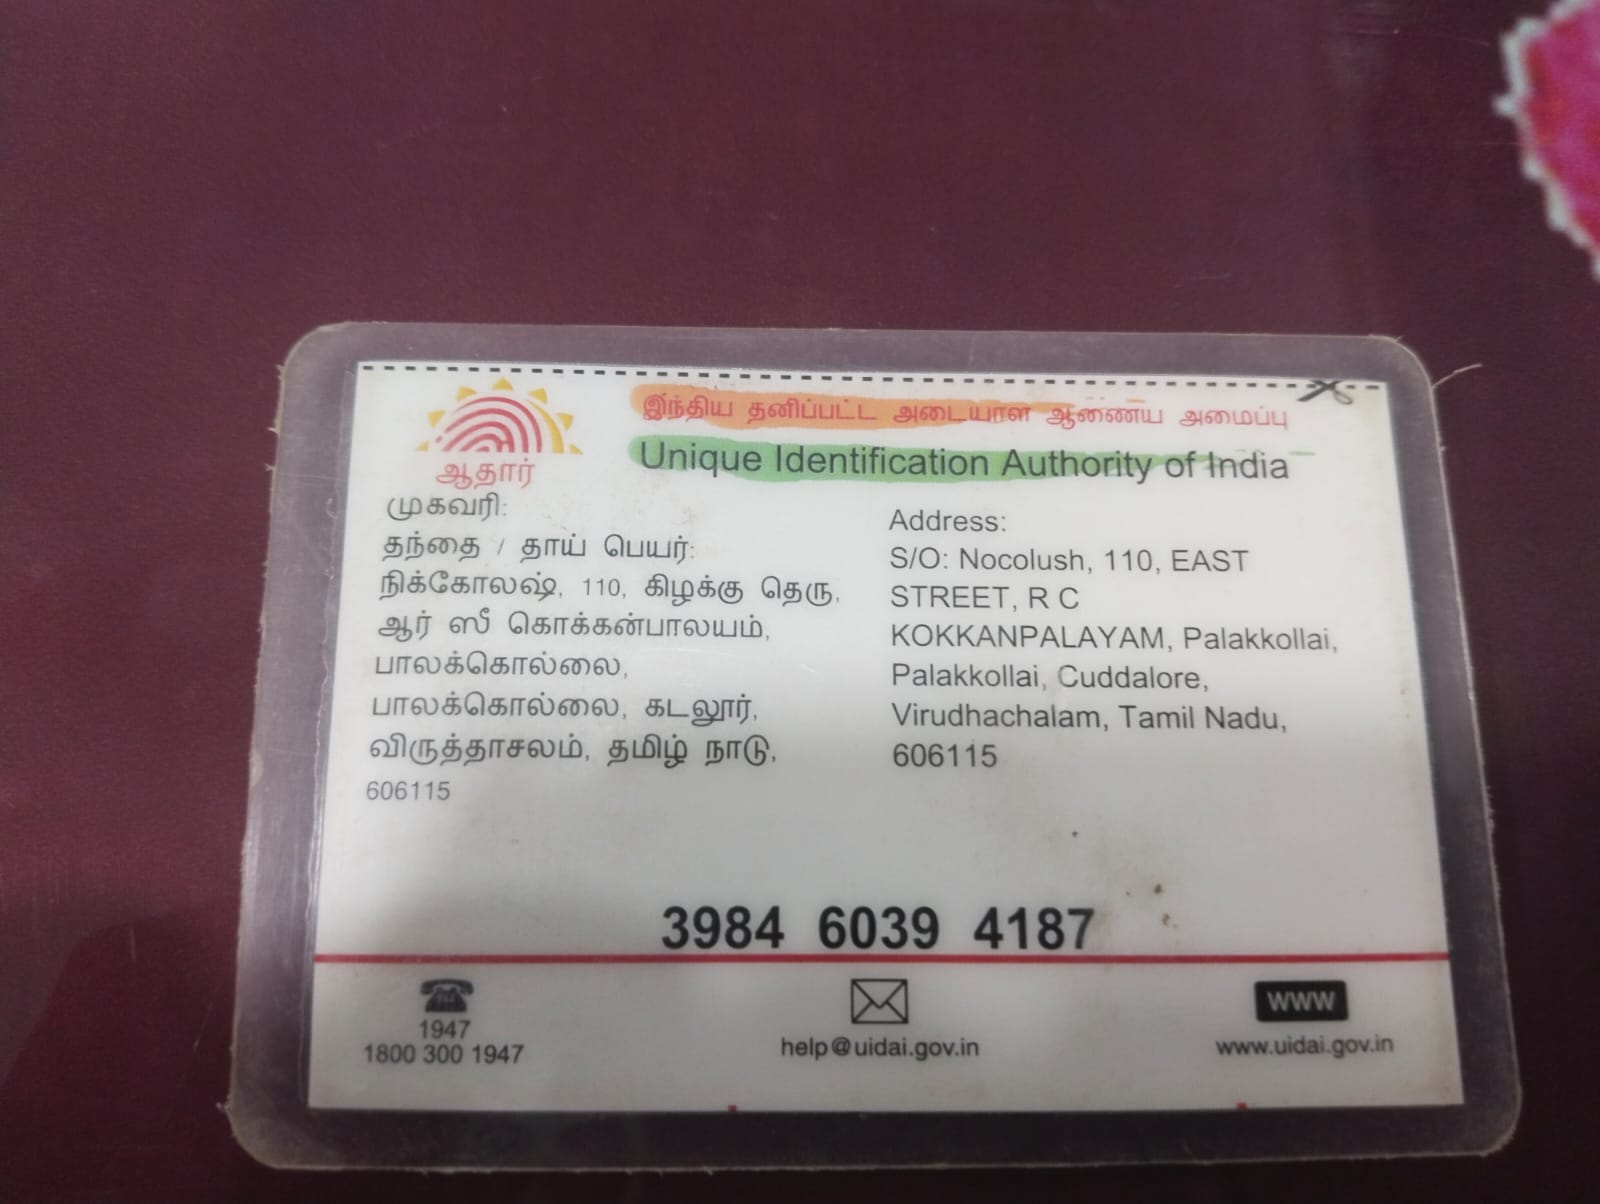 இந்திய தனிப்பட்ட அடையாள ஆணைய அமைப்பு
Unique Identification Authority of India
ஆதார்
முகவரி:
தந்தை / தாய் பெயர்:
நிக்கோலஷ், 110, கிழக்கு தெரு,
ஆர் ஸீ கொக்கன்பாலயம்,
பாலக்கொல்லை,
பாலக்கொல்லை, கடலூர்,
விருத்தாசலம், தமிழ் நாடு,
606115
Address:
S/O: Nocolush, 110, EAST
STREET, R C
KOKKANPALAYAM, Palakkollai,
Palakkollai, Cuddalore,
Virudhachalam, Tamil Nadu,
606115
3984 6039 4187
1947
1800 300 1947
help@uidai.gov.in
WWW
www.uidai.gov.in